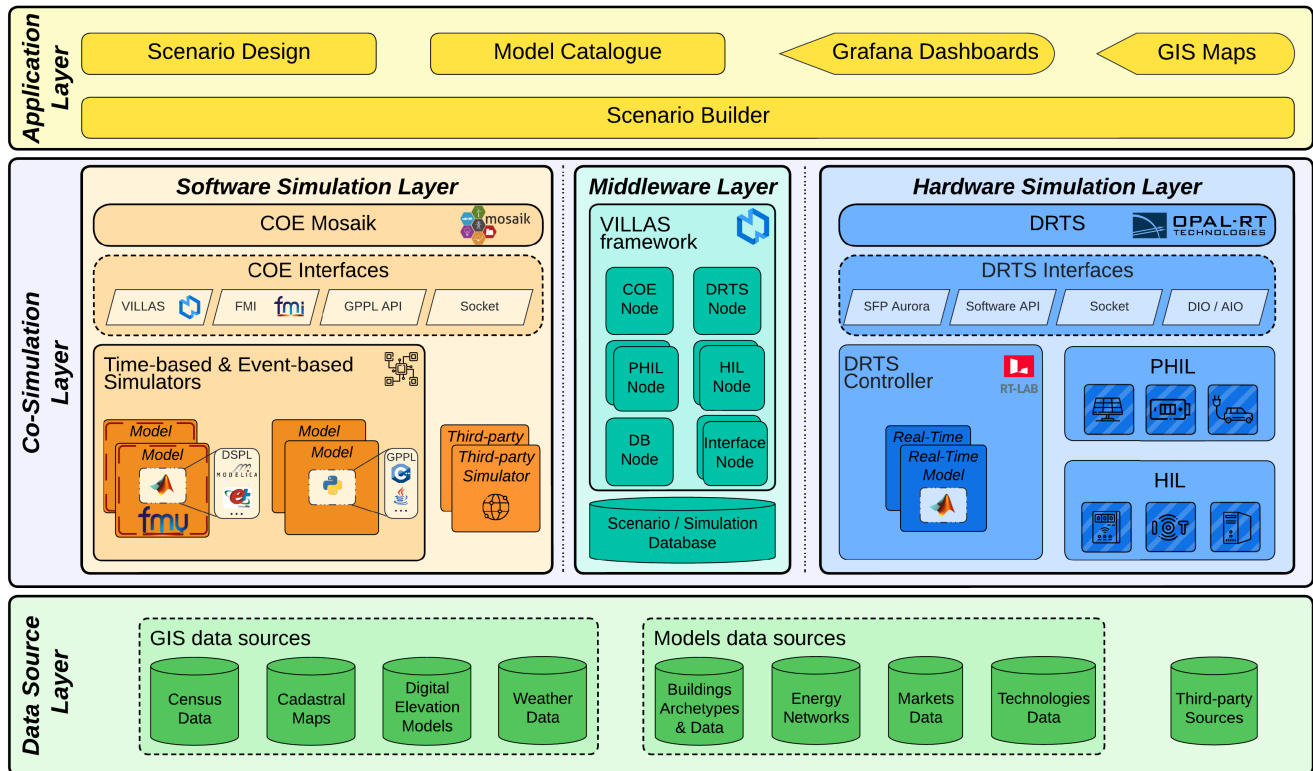 Application
Layer
Scenario Design
Model Catalogue
Grafana Dashboards
GIS Maps
Scenario Builder
Co-Simulation
Layer
Software Simulation Layer
COE Mosaik
mosaik
COE Interfaces
VILLAS
FMI
fmi
GPPL API
Socket
Time-based & Event-based
Simulators
Model
Model
fmu
DSPL
MODELICA
et
...
Model
Model
GPPL
C
Java
...
Third-party
Third-party
Simulator
Middleware Layer
VILLAS
framework
COE
Node
DRTS
Node
PHIL
Node
HIL
Node
DB
Node
Interface
Node
Scenario / Simulation
Database
Hardware Simulation Layer
DRTS
OPAL-RT
TECHNOLOGIES
DRTS Interfaces
SFP Aurora
Software API
Socket
DIO / AIO
DRTS
Controller
RT-LAB
Real-Time
Real-Time
Model
PHIL
HIL
IOT
Data Source
Layer
GIS data sources
Census
Data
Cadastral
Maps
Digital
Elevation
Models
Weather
Data
Models data sources
Buildings
Archetypes
& Data
Energy
Networks
Markets
Data
Technologies
Data
Third-party
Sources